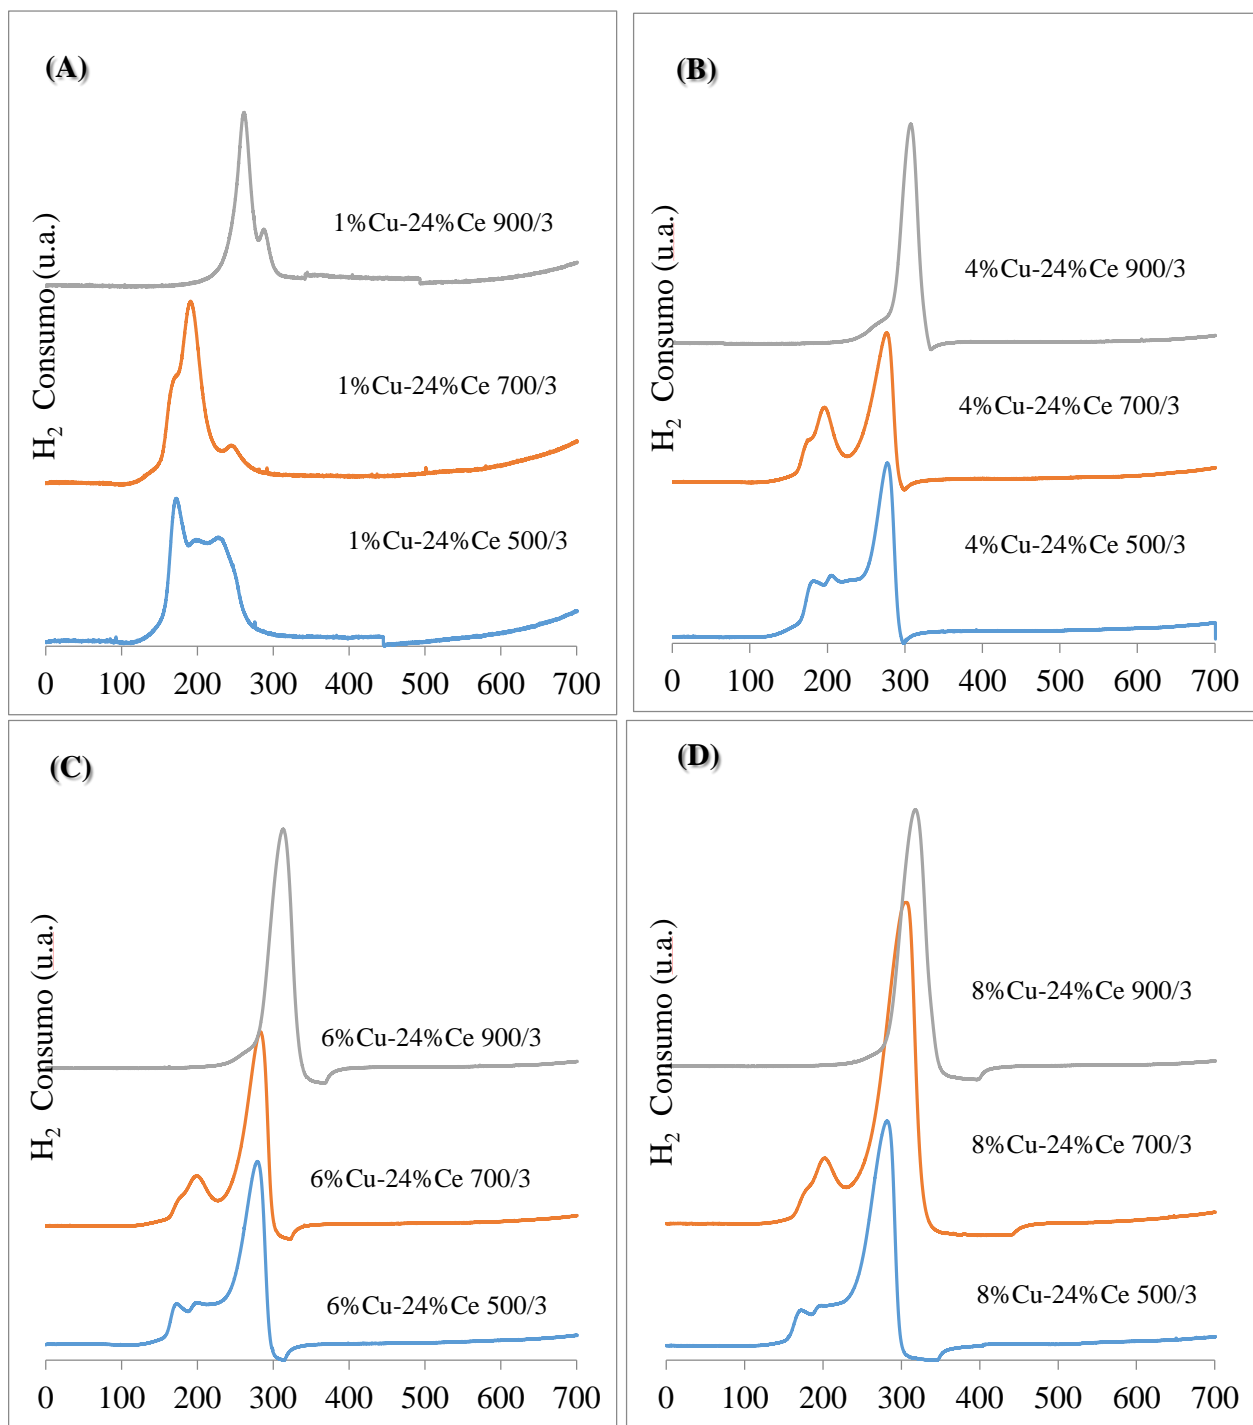 (A)
H₂ Consumo (u.a.)
1%Cu-24%Ce 900/3
1%Cu-24%Ce 700/3
1%Cu-24%Ce 500/3
0 100 200 300 400 500 600 700
(B)
H₂ Consumo (u.a.)
4%Cu-24%Ce 900/3
4%Cu-24%Ce 700/3
4%Cu-24%Ce 500/3
0 100 200 300 400 500 600 700
(C)
H₂ Consumo (u.a.)
6%Cu-24%Ce 900/3
6%Cu-24%Ce 700/3
6%Cu-24%Ce 500/3
0 100 200 300 400 500 600 700
(D)
H₂ Consumo (u.a.)
8%Cu-24%Ce 900/3
8%Cu-24%Ce 700/3
8%Cu-24%Ce 500/3
0 100 200 300 400 500 600 700